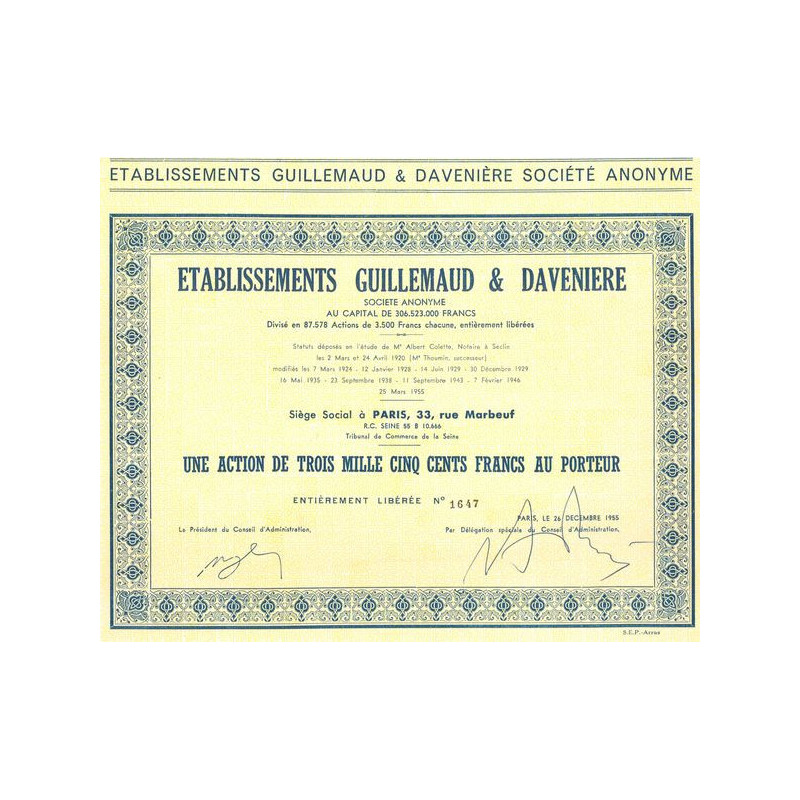 ETABLISSEMENTS GUILLEMAUD & DAVENIÈRE SOCIÉTÉ ANONYME
ETABLISSEMENTS GUILLEMAUD & DAVENIERE
SOCIETE ANONYME
AU CAPITAL DE 306.523.000 FRANCS
Divisé en 87.578 Actions de 3.500 Francs chacune, entièrement libérées
Statuts déposés en l'étude de Me Albert Colette, Notaire à Seclin
les 2 Mars et 24 Avril 1920 (Me Thoumin, successeur)
modifiés les 7 Mars 1924 - 12 Janvier 1928 - 14 Juin 1929 - 30 Décembre 1929
16 Mai 1935 - 23 Septembre 1938 - 11 Septembre 1943 - 7 Février 1946
25 Mars 1955
Siège Social à PARIS, 33, rue Marbeuf
R.C. SEINE 55 B 10.666
Tribunal de Commerce de la Seine
UNE ACTION DE TROIS MILLE CINQ CENTS FRANCS AU PORTEUR
ENTIÈREMENT LIBÉRÉE N° 1647
PARIS, LE 26 DECEMBRE 1955
Le Président du Conseil d'Administration,
Par Délégation spéciale du Conseil d'Administration,
S.E.P.-Arras